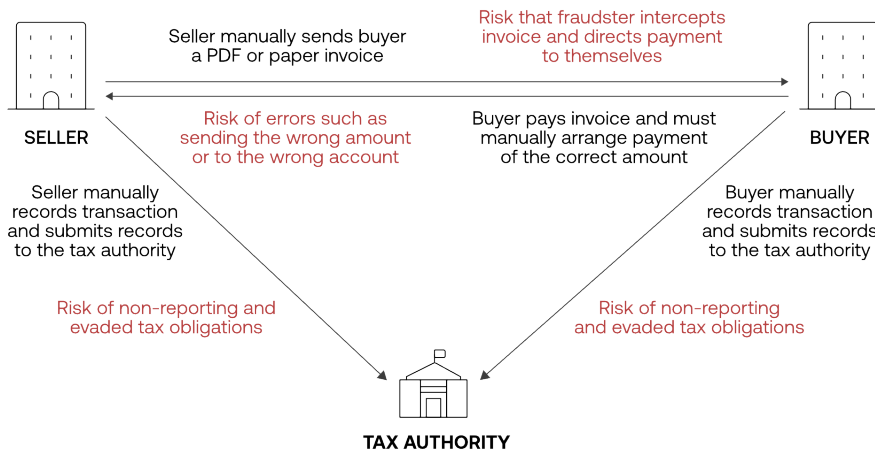 Seller manually sends buyer
a PDF or paper invoice
Risk that fraudster intercepts
invoice and directs payment
to themselves
SELLER
Risk of errors such as
sending the wrong amount
or to the wrong account
Buyer pays invoice and must
manually arrange payment
of the correct amount
BUYER
Seller manually
records transaction
and submits records
to the tax authority
Buyer manually
records transaction
and submits records
to the tax authority
Risk of non-reporting and
evaded tax obligations
Risk of non-reporting
and evaded tax obligations
TAX AUTHORITY